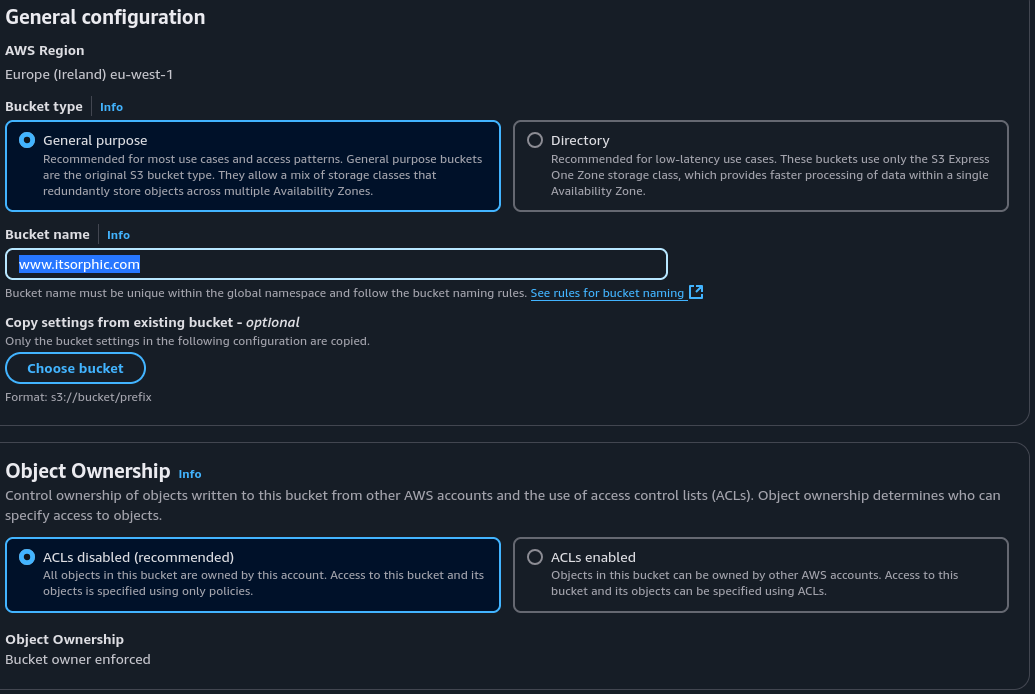 General configuration
AWS Region
Europe (Ireland) eu-west-1
Bucket type Info
General purpose
Recommended for most use cases and access patterns. General purpose buckets
are the original S3 bucket type. They allow a mix of storage classes that
redundantly store objects across multiple Availability Zones.
Directory
Recommended for low-latency use cases. These buckets use only the S3 Express
One Zone storage class, which provides faster processing of data within a single
Availability Zone.
Bucket name Info
www.itsorphic.com
Bucket name must be unique within the global namespace and follow the bucket naming rules. See rules for bucket naming
Copy settings from existing bucket - optional
Only the bucket settings in the following configuration are copied.
Choose bucket
Format: s3://bucket/prefix
Object Ownership Info
Control ownership of objects written to this bucket from other AWS accounts and the use of access control lists (ACLs). Object ownership determines who can
specify access to objects.
ACLs disabled (recommended)
All objects in this bucket are owned by this account. Access to this bucket and its
objects is specified using only policies.
ACLs enabled
Objects in this bucket can be owned by other AWS accounts. Access to this
bucket and its objects can be specified using ACLs.
Object Ownership
Bucket owner enforced